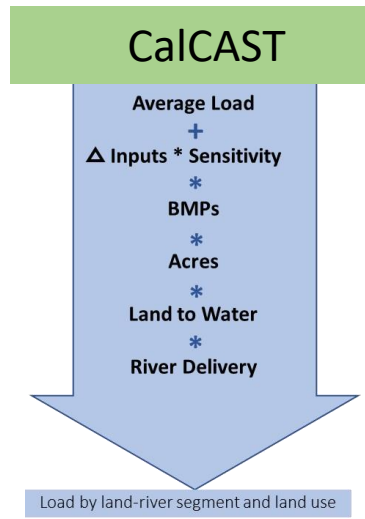 CalCAST
Average Load
+
Δ Inputs * Sensitivity
*
BMPs
*
Acres
*
Land to Water
*
River Delivery
Load by land-river segment and land use